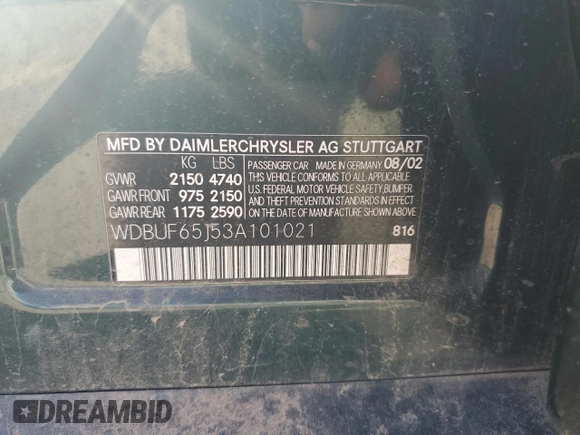 MFD BY DAIMLERCHRYSLER AG STUTTGART
KG LBS
GVWR 2150 4740
GAWR FRONT 975 2150
GAWR REAR 1175 2590
PASSENGER CAR MADE IN GERMANY 08/02
THIS VEHICLE CONFORMS TO ALL APPLICABLE
U.S. FEDERAL MOTOR VEHICLE SAFETY, BUMPER
AND THEFT PREVENTION STANDARDS IN EFFECT
ON THE DATE OF MANUFACTURE SHOWN ABOVE.
WDBUF65J53A101021
816
DREAMBID